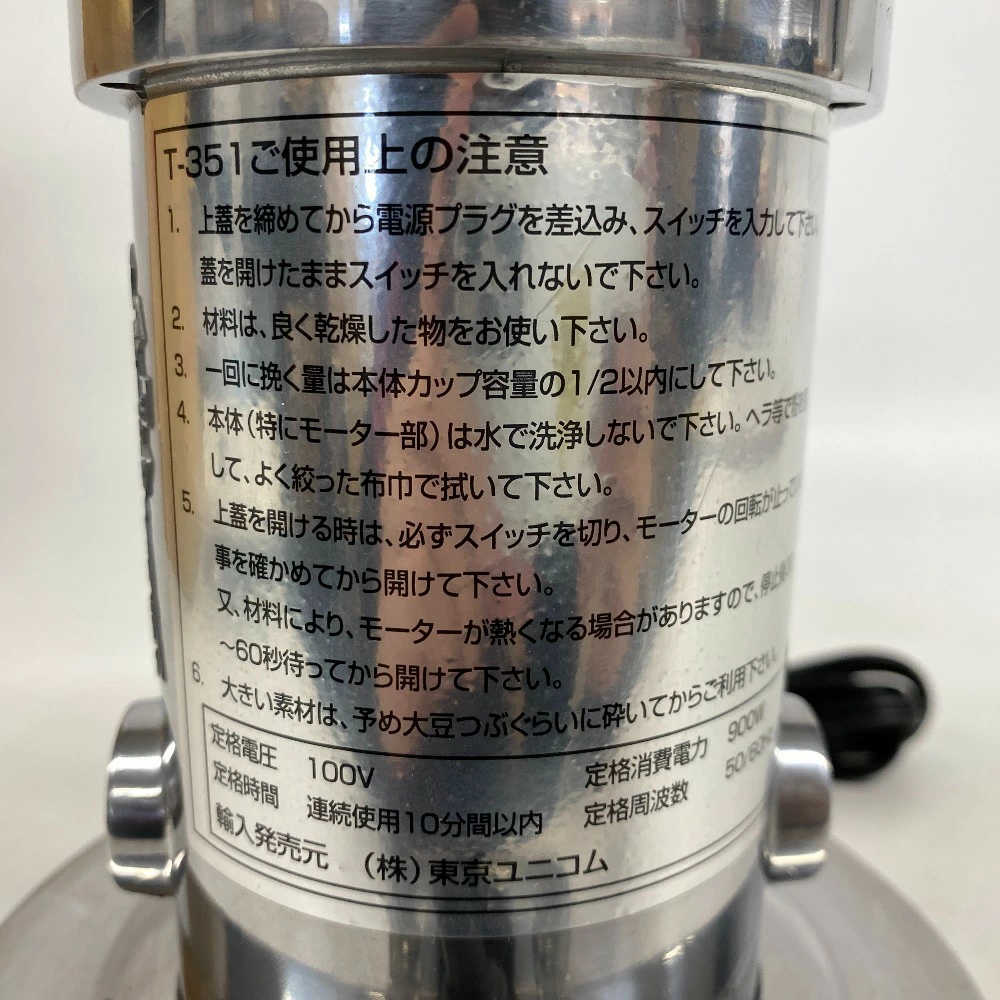 T-351ご使用上の注意
1. 上蓋を締めてから電源プラグを差込み、スイッチを入力して下さい。
蓋を開けたままスイッチを入れないで下さい。
2. 材料は、良く乾燥した物をお使い下さい。
3. 一回に挽く量は本体カップ容量の1/2以内にして下さい。
4. 本体(特にモーター部)は水で洗浄しないで下さい。ヘラ等で
して、よく絞った布巾で拭いて下さい。
5. 上蓋を開ける時は、必ずスイッチを切り、モーターの回転が止って
事を確かめてから開けて下さい。
又、材料により、モーターが熱くなる場合がありますので、停止後
~60秒待ってから開けて下さい。
6. 大きい素材は、予め大豆つぶぐらいに砕いてからご利用下さい。
定格電圧 100V 定格消費電力 900W
定格時間 連続使用10分間以内 定格周波数 50/60Hz
輸入発売元 (株)東京ユニコム